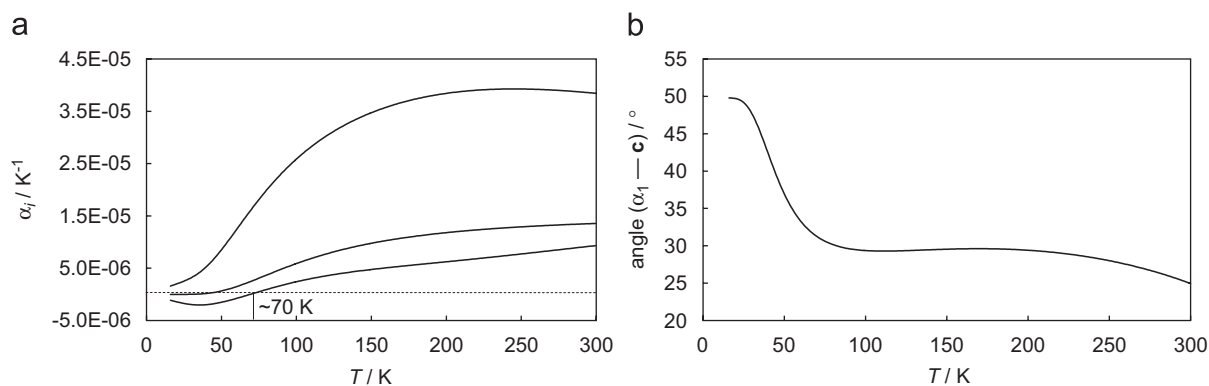 a
4.5E-05
3.5E-05
2.5E-05
1.5E-05
5.0E-06
-5.0E-06
αi / K-1
~70 K
0 50 100 150 200 250 300
T / K
b
55
50
45
40
35
30
25
20
angle (α1 — c) / °
0 50 100 150 200 250 300
T / K